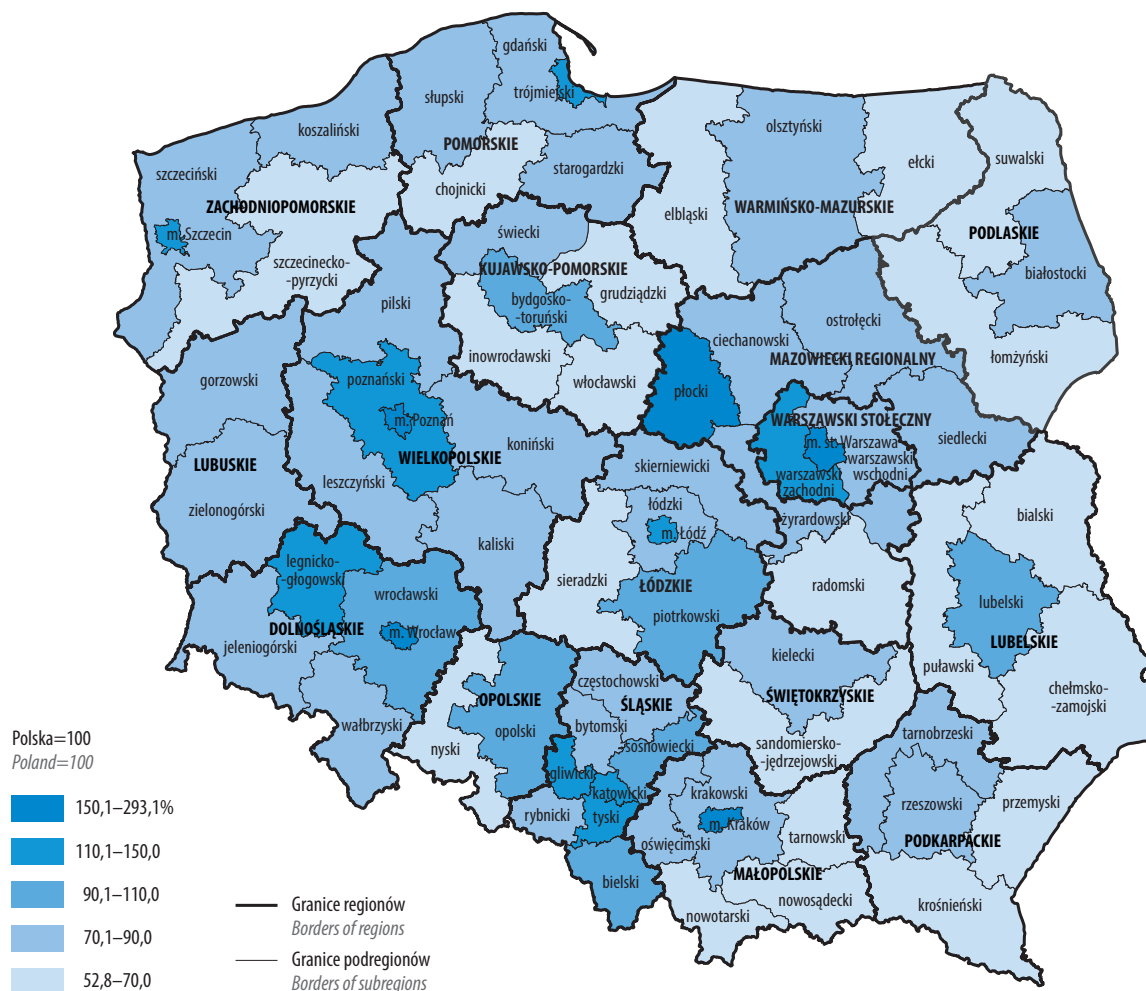 gdański
słupski
trójmiejski
koszaliński
POMORSKIE
olsztyński
szczeciński
starogardzki
ełcki
suwalski
chojnicki
ZACHODNIOPOMORSKIE
elbląski
WARMIŃSKO-MAZURSKIE
m. Szczecin
świecki
PODLASKIE
szczecinecko-
-pyrzycki
KUJAWSKO-POMORSKIE
białostocki
grudziądzki
bydgosko-
-toruński
pilski
ostrołęcki
ciechanowski
inowrocławski
MAZOWIECKI REGIONALNY
łomżyński
gorzowski
poznański
włocławski
płocki
m. Poznań
WARSZAWSKI STOŁECZNY
siedlecki
koniński
m. st. Warszawa
LUBUSKIE
WIELKOPOLSKIE
warszawski
wschodni
skierniewicki
leszczyński
warszawski
zachodni
zielonogórski
łódzki
żyrardowski
m. Łódź
bialski
kaliski
legnicko-
-głogowski
sieradzki
radomski
ŁÓDZKIE
wrocławski
lubelski
piotrkowski
DOLNOŚLĄSKIE
m. Wrocław
LUBELSKIE
jeleniogórski
kielecki
puławski
częstochowski
chełmsko-
-zamojski
OPOLSKIE
ŚLĄSKIE
ŚWIĘTOKRZYSKIE
wałbrzyski
bytomski
opolski
tarnobrzeski
Polska=100
Poland=100
nyski
sosnowiecki
sandomiersko-
-jędrzejowski
gliwicki
katowicki
krakowski
rzeszowski
przemyski
150,1–293,1%
rybnicki
tyski
m. Kraków
tarnowski
PODKARPACKIE
oświęcimski
110,1–150,0
MAŁOPOLSKIE
bielski
90,1–110,0
nowosądecki
krośnieński
Granice regionów
Borders of regions
nowotarski
70,1–90,0
Granice podregionów
Borders of subregions
52,8–70,0